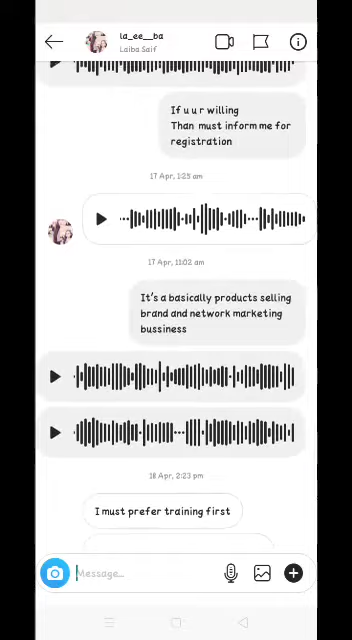 la_ee__ba
Laiba Saif
If u u r willing
Than must inform me for
registration
17 Apr, 1:25 am
17 Apr, 11:02 am
It's a basically products selling
brand and network marketing
bussiness
18 Apr, 2:23 pm
I must prefer training first
Message...